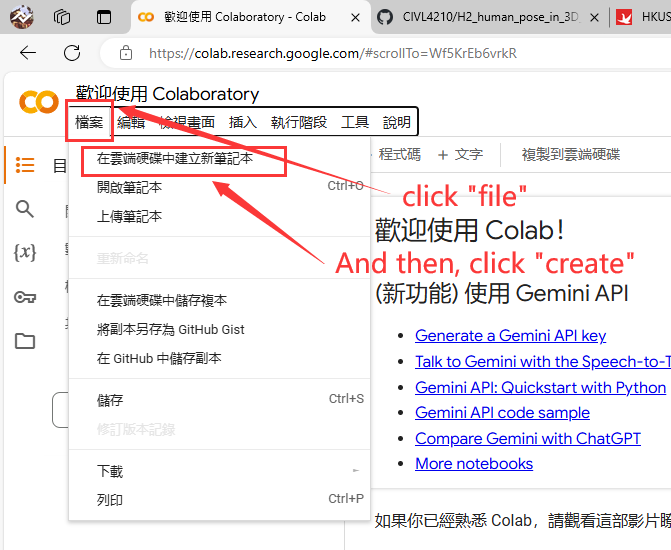 歡迎使用 Colaboratory - Colab
CIVL4210/H2_human_pose_in_3D
HKUS
https://colab.research.google.com/#scrollTo=Wf5KrEb6vrkR
歡迎使用 Colaboratory
檔案 編輯 檢視畫面 插入 執行階段 工具 說明
目
程式碼 + 文字 複製到雲端硬碟
在雲端硬碟中建立新筆記本
開啟筆記本 Ctrl+O
上傳筆記本
重新命名
在雲端硬碟中儲存複本
將副本另存為 GitHub Gist
在 GitHub 中儲存副本
儲存 Ctrl+S
修訂版本記錄
下載
列印 Ctrl+P
click "file"
And then, click "create"
歡迎使用 Colab！
(新功能) 使用 Gemini API
Generate a Gemini API key
Talk to Gemini with the Speech-to-T
Gemini API: Quickstart with Python
Gemini API code sample
Compare Gemini with ChatGPT
More notebooks
如果你已經熟悉 Colab，請觀看這部影片瞭